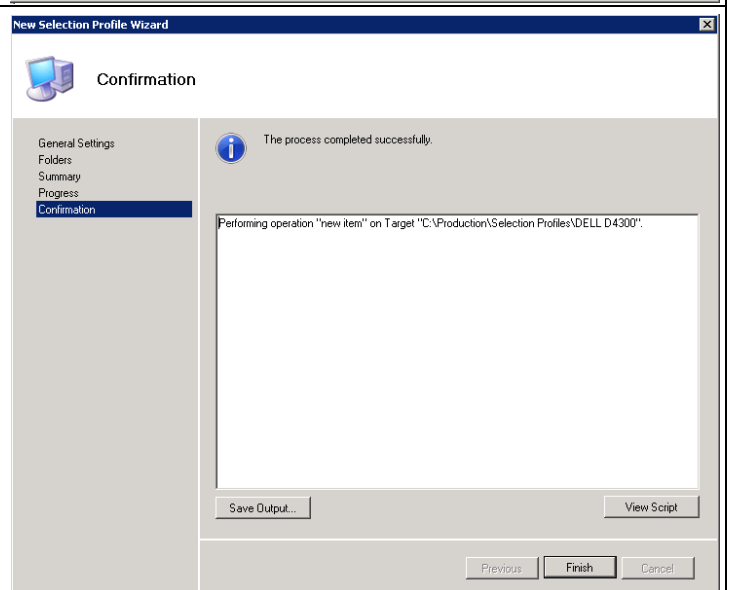 New Selection Profile Wizard
Confirmation
General Settings
Folders
Summary
Progress
Confirmation
The process completed successfully.
Performing operation "new item" on Target "C:\Production\Selection Profiles\DELL D4300".
Save Output...
View Script
Previous
Finish
Cancel